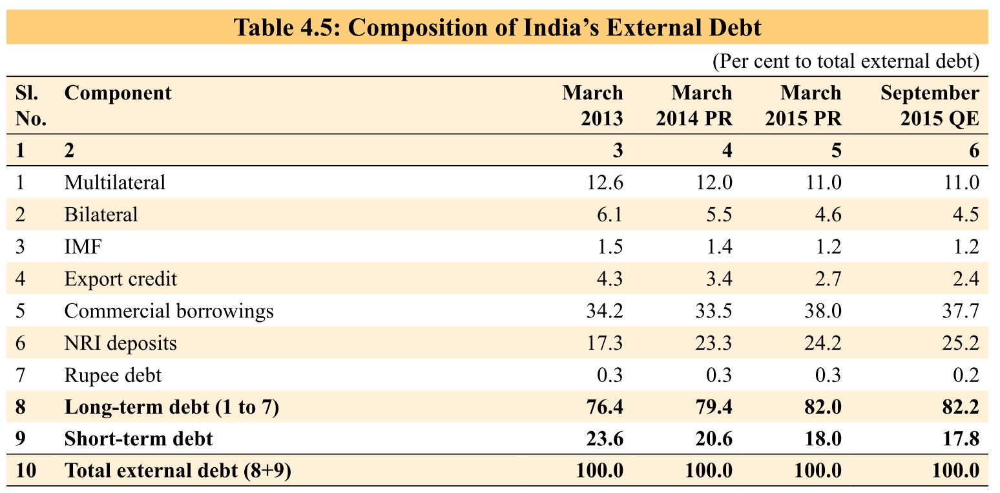 Table 4.5: Composition of India’s External Debt
(Per cent to total external debt)
Sl. Component March March March September
No. 2013 2014 PR 2015 PR 2015 QE
1 2 3 4 5 6
1 Multilateral 12.6 12.0 11.0 11.0
2 Bilateral 6.1 5.5 4.6 4.5
3 IMF 1.5 1.4 1.2 1.2
4 Export credit 4.3 3.4 2.7 2.4
5 Commercial borrowings 34.2 33.5 38.0 37.7
6 NRI deposits 17.3 23.3 24.2 25.2
7 Rupee debt 0.3 0.3 0.3 0.2
8 Long-term debt (1 to 7) 76.4 79.4 82.0 82.2
9 Short-term debt 23.6 20.6 18.0 17.8
10 Total external debt (8+9) 100.0 100.0 100.0 100.0